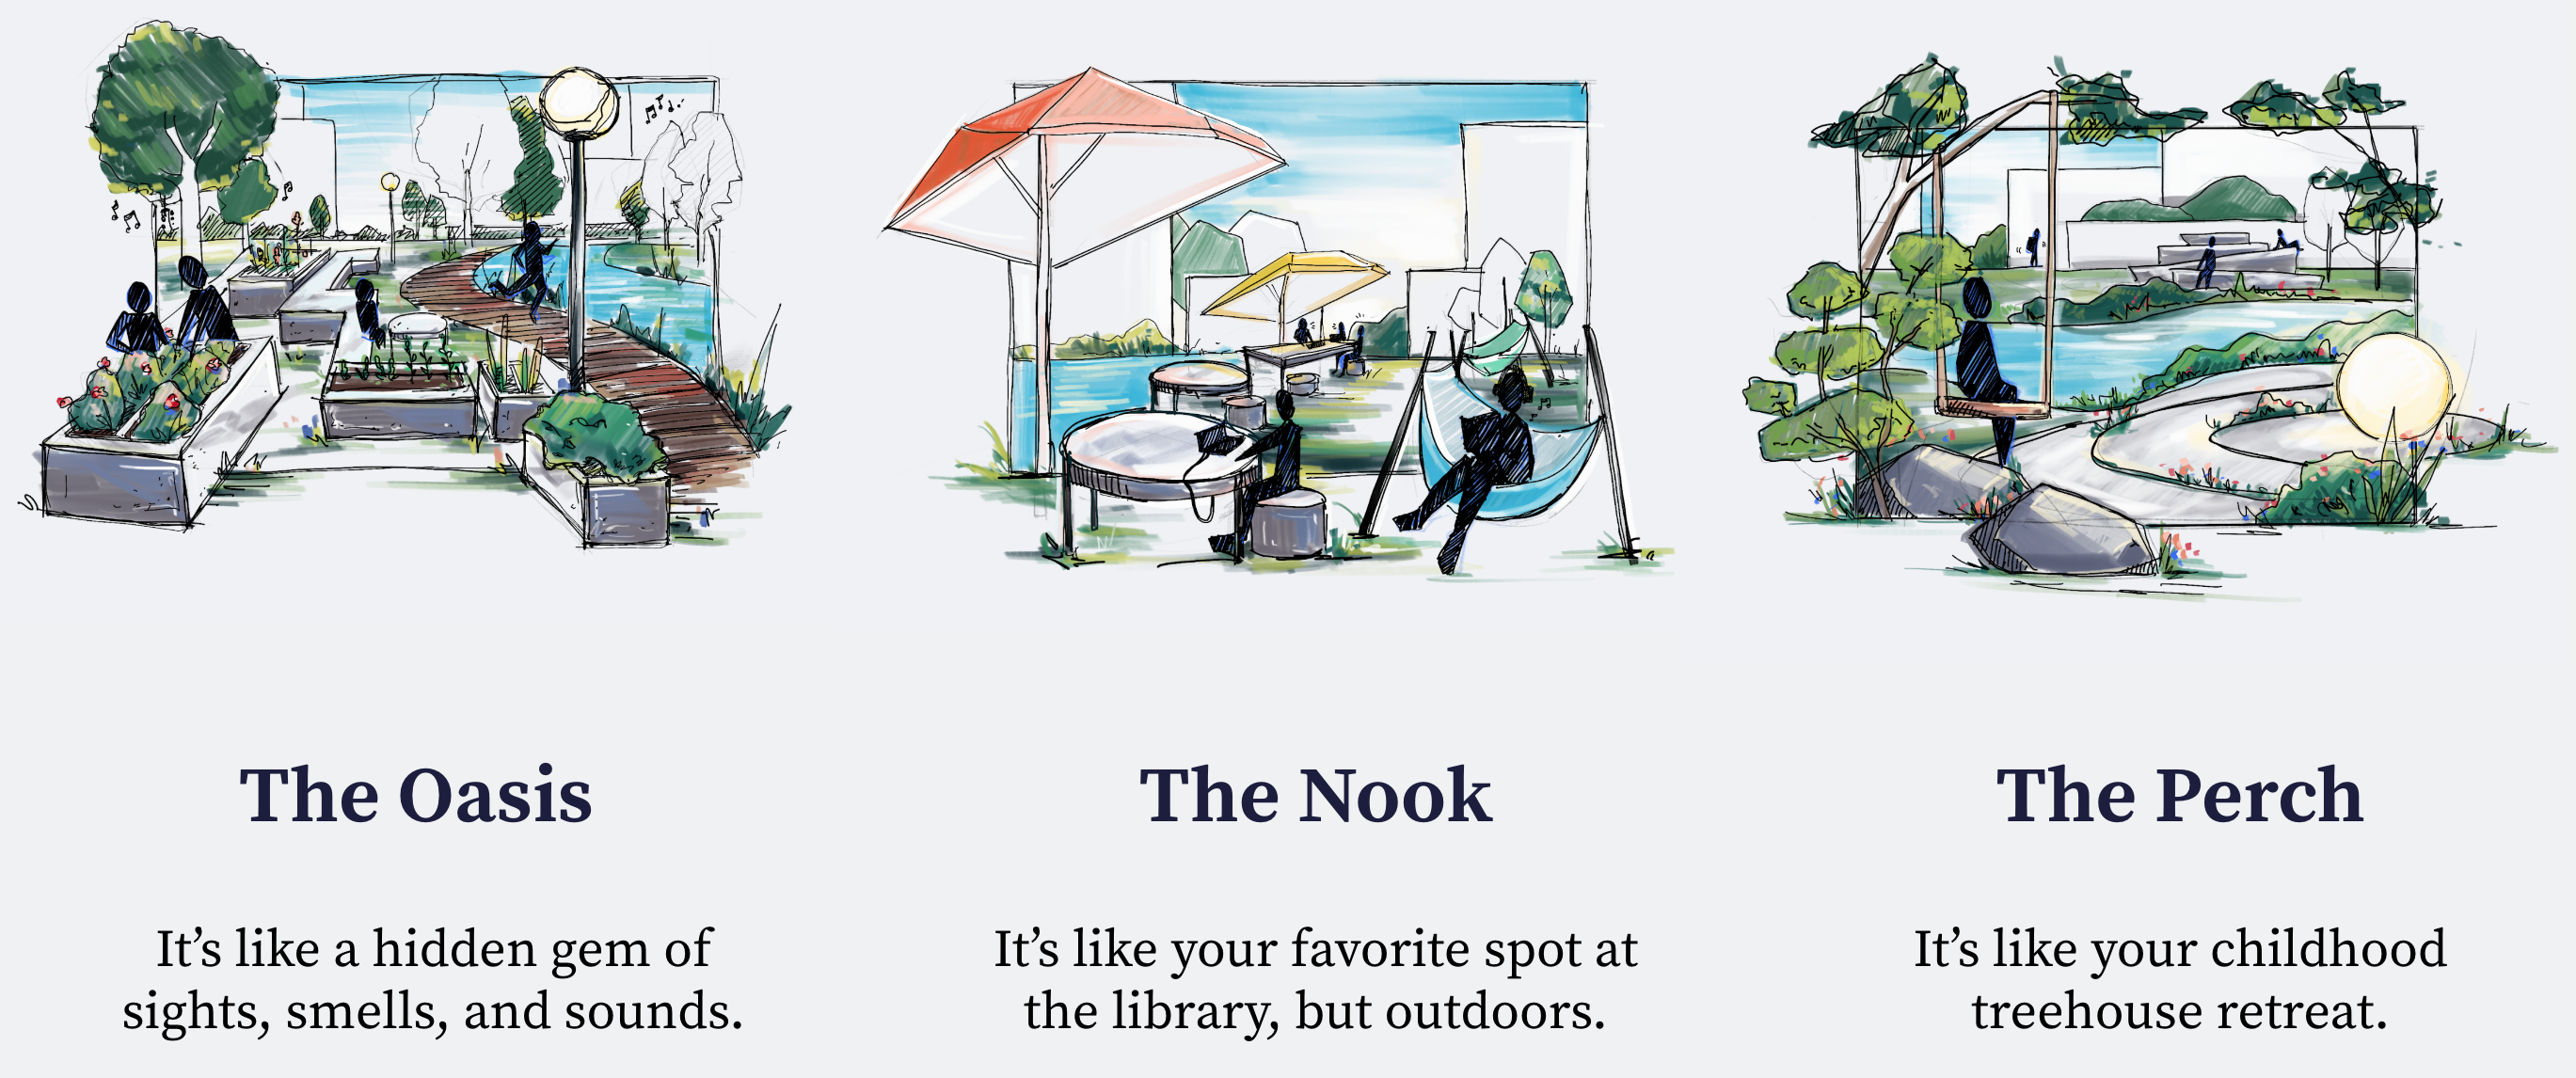 The Oasis
It’s like a hidden gem of
sights, smells, and sounds.
The Nook
It’s like your favorite spot at
the library, but outdoors.
The Perch
It’s like your childhood
treehouse retreat.